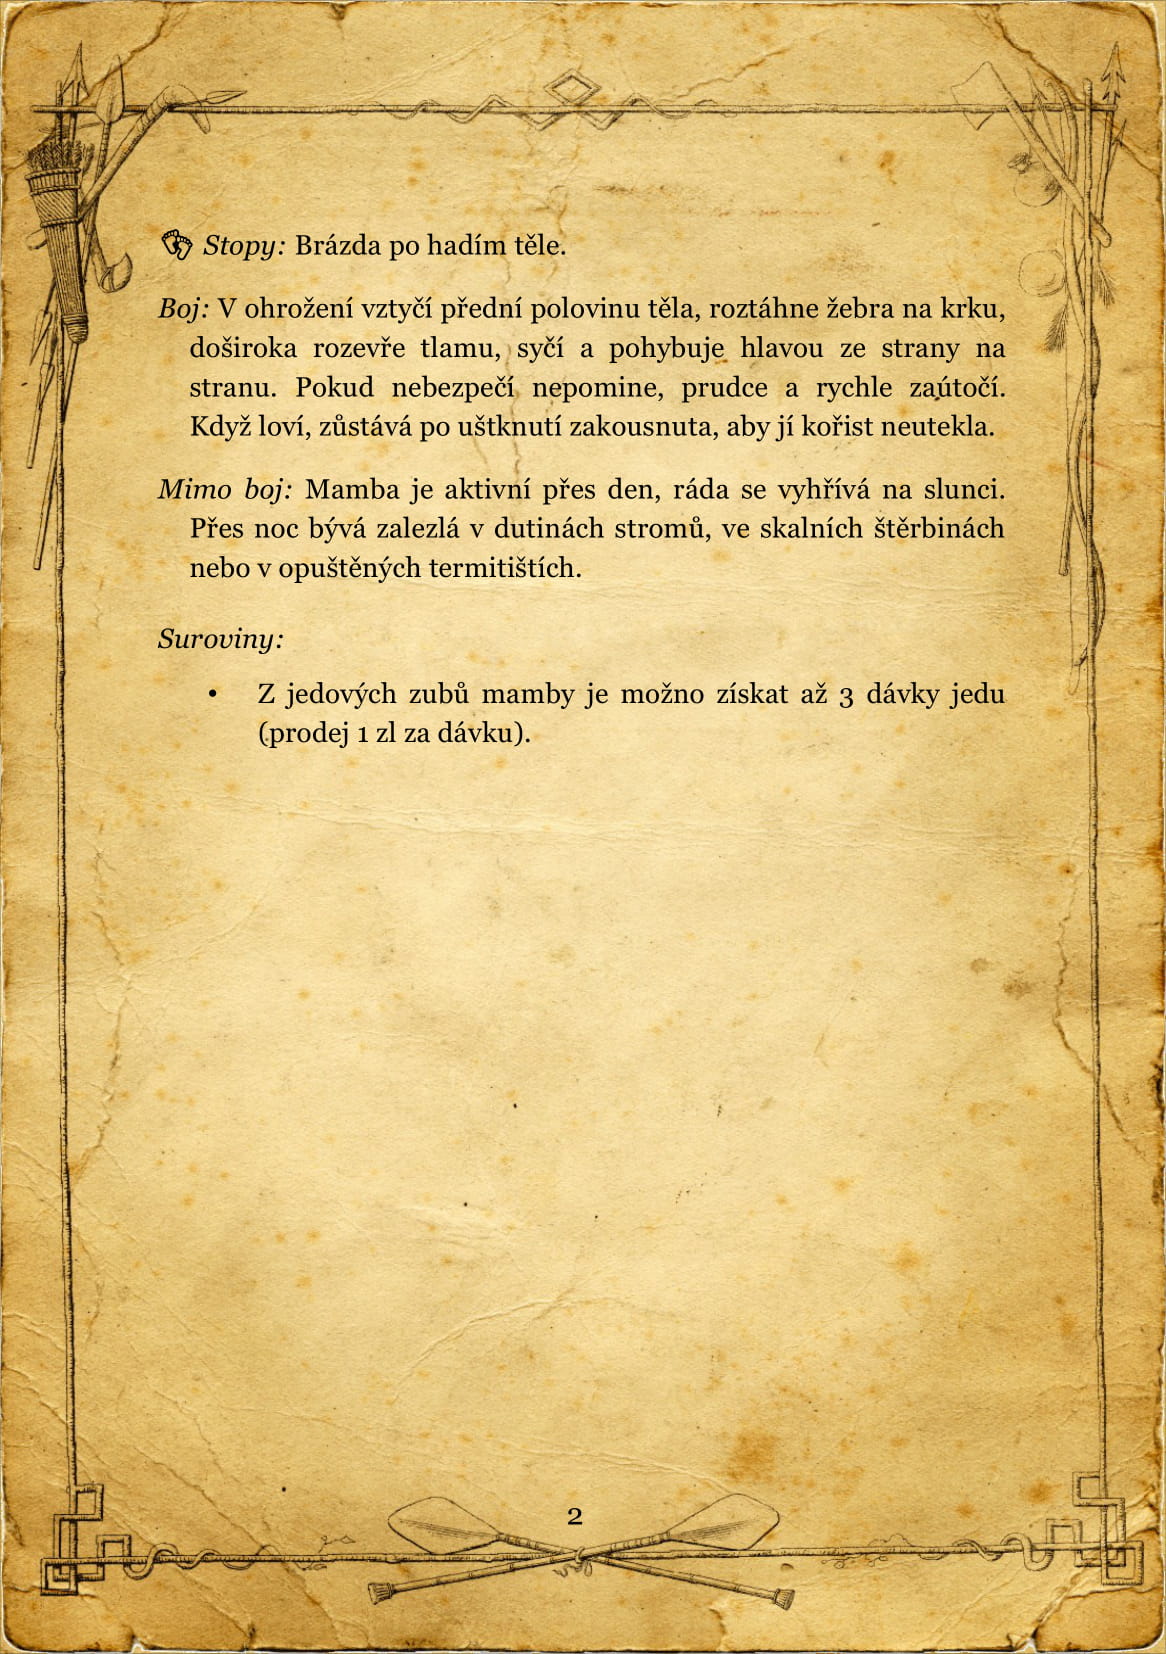 Stopy: Brázda po hadím těle.
Boj: V ohrožení vztyčí přední polovinu těla, roztáhne žebra na krku,
doširoka rozevře tlamu, syčí a pohybuje hlavou ze strany na
stranu. Pokud nebezpečí nepomine, prudce a rychle zaútočí.
Když loví, zůstává po uštknutí zakousnuta, aby jí kořist neutekla.
Mimo boj: Mamba je aktivní přes den, ráda se vyhřívá na slunci.
Přes noc bývá zalezlá v dutinách stromů, ve skalních štěrbinách
nebo v opuštěných termitištích.
Suroviny:
• Z jedových zubů mamby je možno získat až 3 dávky jedu
(prodej 1 zl za dávku).
2